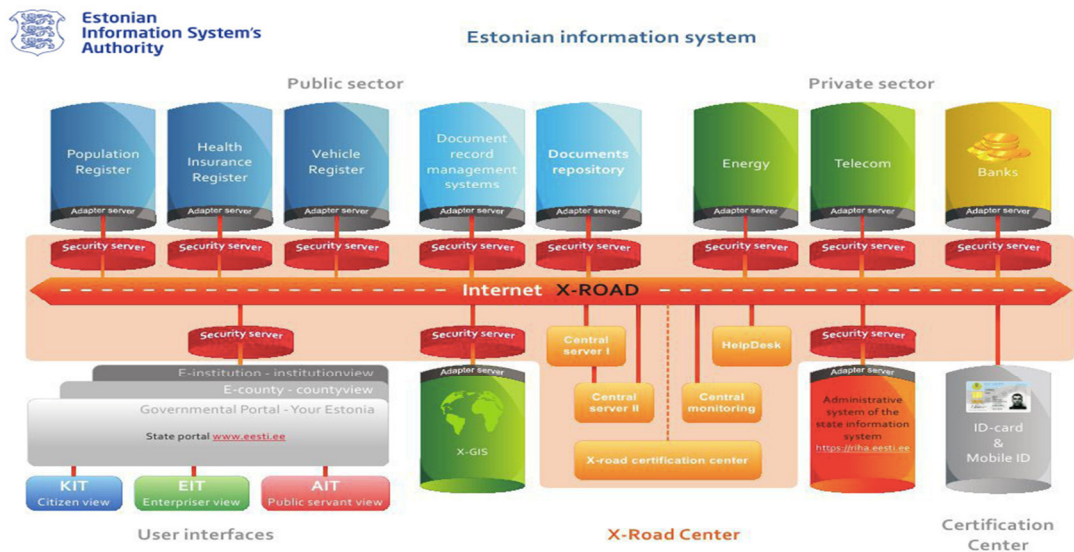 Estonian
Information System's
Authority
Estonian information system
Public sector
Private sector
Population
Register
Health
Insurance
Register
Vehicle
Register
Document
record
management
systems
Documents
repository
Energy
Telecom
Banks
Adapter server
Adapter server
Adapter server
Adapter server
Adapter server
Adapter server
Adapter server
Adapter server
Security server
Security server
Security server
Security server
Security server
Security server
Security server
Security server
Internet X-ROAD
Security server
Security server
Security server
Central
server I
HelpDesk
E-institution - institutionview
E-county - countyview
Governmental Portal - Your Estonia
State portal www.eesti.ee
Adapter server
X-GIS
Central
server II
Central
monitoring
X-road certification center
Adapter server
Administrative
system of the
state information
system
https://riha.eesti.ee
ID-card
&
Mobile ID
KIT
Citizen view
EIT
Enterpriser view
AIT
Public servant view
User interfaces
X-Road Center
Certification
Center